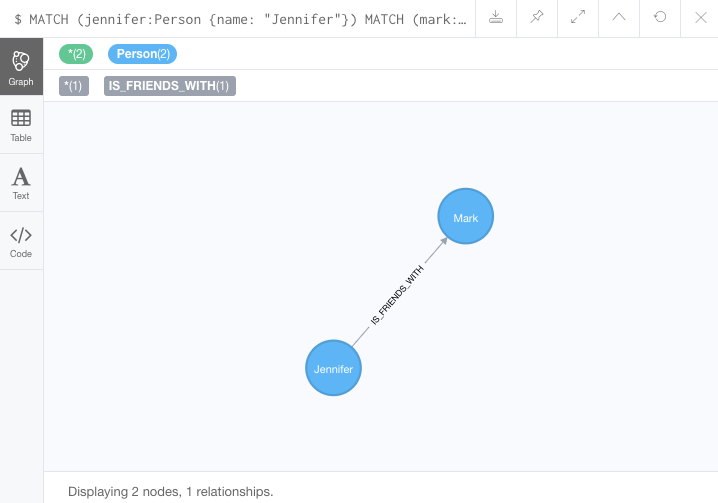 $ MATCH (jennifer:Person {name: "Jennifer"}) MATCH (mark:…
*(2) Person(2)
*(1) IS_FRIENDS_WITH(1)
Graph
Table
A
Text
</>
Code
Mark
IS_FRIENDS_WITH
Jennifer
Displaying 2 nodes, 1 relationships.